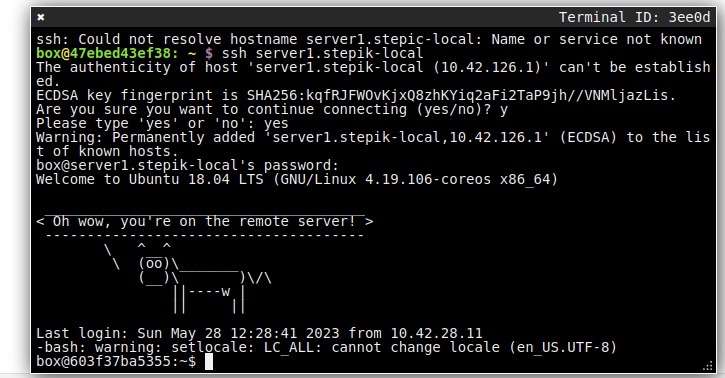 ✖ Terminal ID: 3ee0d
ssh: Could not resolve hostname server1.stepic-local: Name or service not known
box@47ebed43ef38: ~ $ ssh server1.stepik-local
The authenticity of host 'server1.stepik-local (10.42.126.1)' can't be establish
ed.
ECDSA key fingerprint is SHA256:kqfRJFWOvKjxQ8zhKYiq2aFi2TaP9jh//VNMljazLis.
Are you sure you want to continue connecting (yes/no)? y
Please type 'yes' or 'no': yes
Warning: Permanently added 'server1.stepik-local,10.42.126.1' (ECDSA) to the lis
t of known hosts.
box@server1.stepik-local's password:
Welcome to Ubuntu 18.04 LTS (GNU/Linux 4.19.106-coreos x86_64)
 ______________________________________
< Oh wow, you're on the remote server! >
 --------------------------------------
        \   ^__^
         \  (oo)\_______
            (__)\       )\/\
                ||----w |
                ||     ||
Last login: Sun May 28 12:28:41 2023 from 10.42.28.11
-bash: warning: setlocale: LC_ALL: cannot change locale (en_US.UTF-8)
box@603f37ba5355:~$